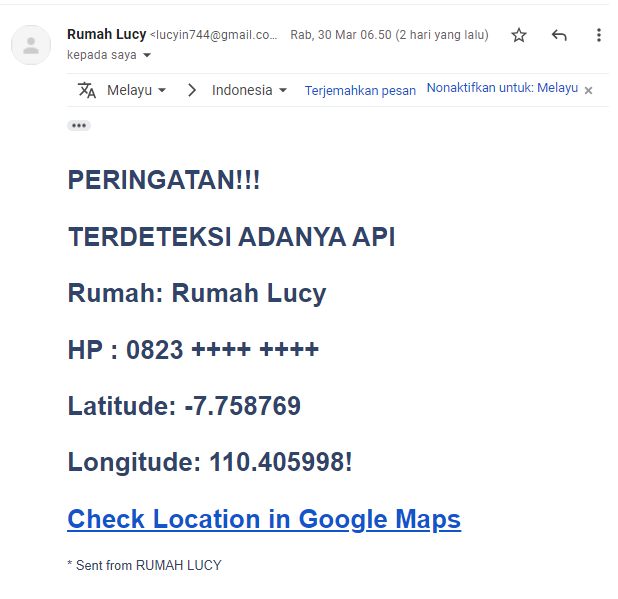 Rumah Lucy <lucyin744@gmail.co... Rab, 30 Mar 06.50 (2 hari yang lalu)
kepada saya
Melayu > Indonesia Terjemahkan pesan Nonaktifkan untuk: Melayu ×
PERINGATAN!!!
TERDETEKSI ADANYA API
Rumah: Rumah Lucy
HP : 0823 ++++ ++++
Latitude: -7.758769
Longitude: 110.405998!
Check Location in Google Maps
* Sent from RUMAH LUCY